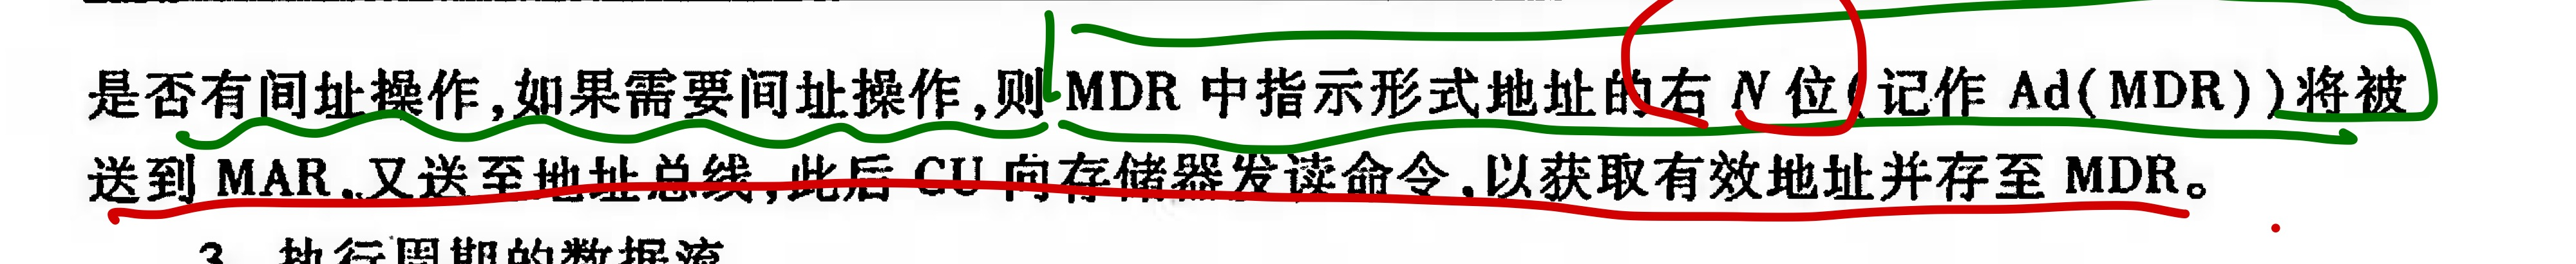 是否有间址操作,如果需要间址操作,则 MDR 中指示形式地址的右 N 位(记作 Ad(MDR))将被
送到 MAR,又送至地址总线,此后 CU 向存储器发读命令,以获取有效地址并存至 MDR。
3. 执行周期的数据流